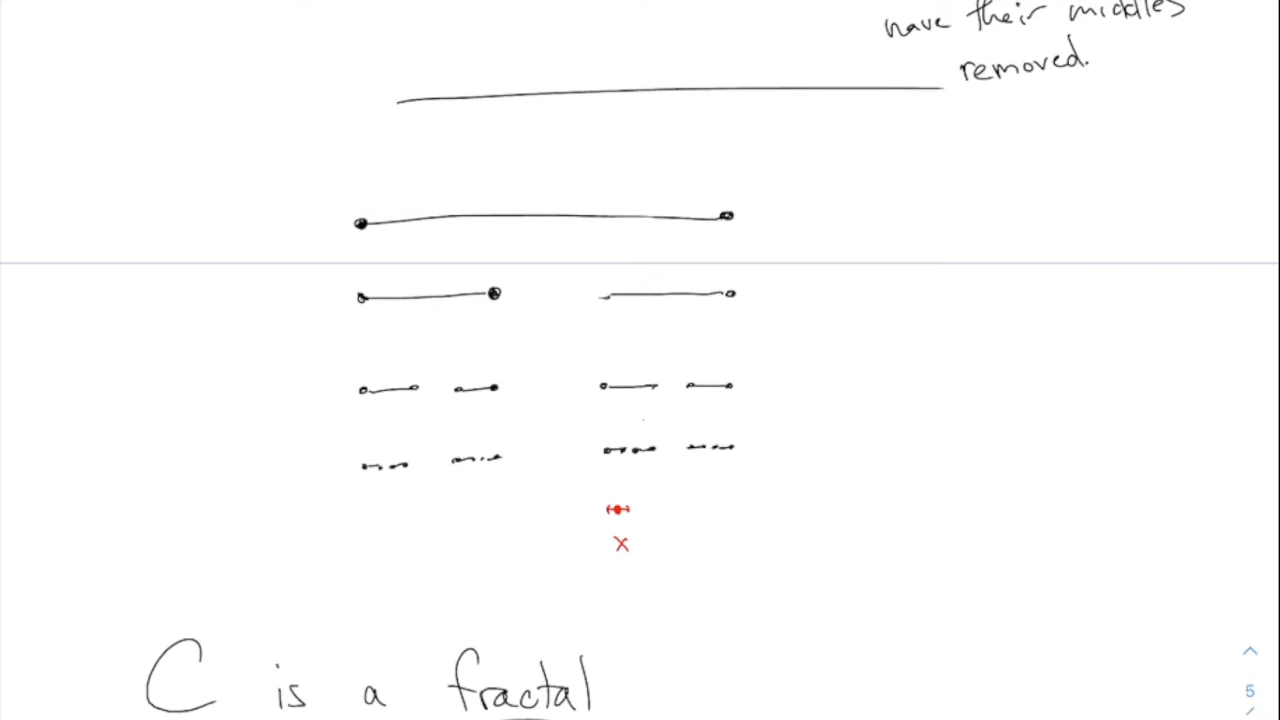 have their middles
removed.
x
C is a fractal
5